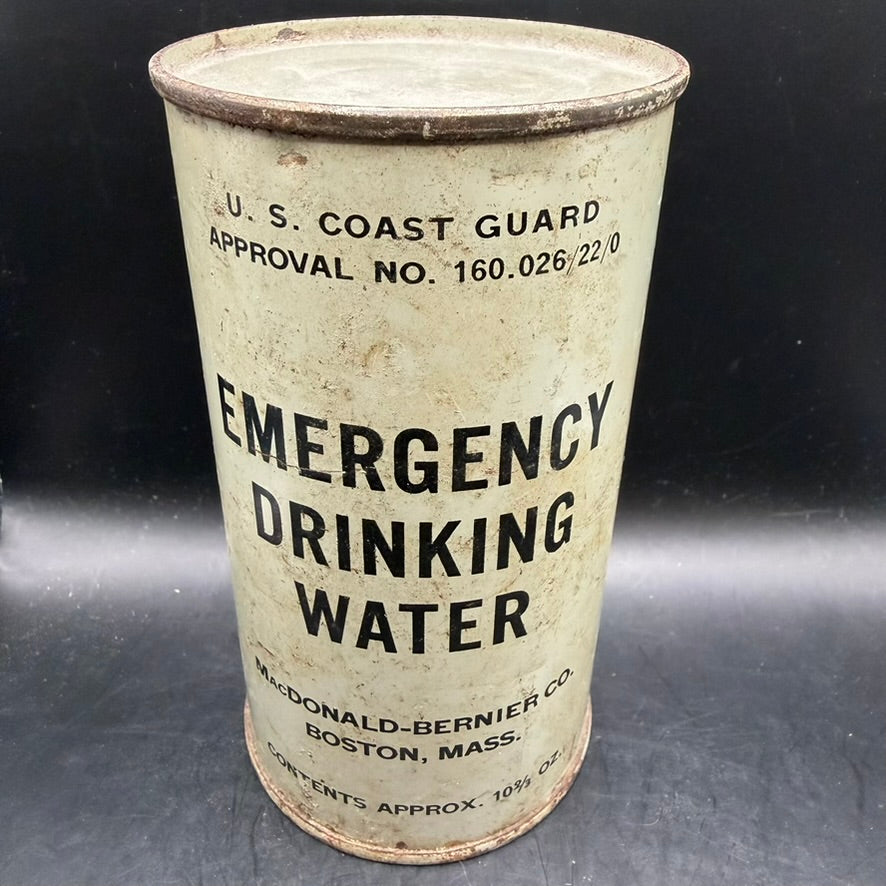 U. S. COAST GUARD
APPROVAL NO. 160.026/22/0
EMERGENCY
DRINKING
WATER
MACDONALD-BERNIER CO.
BOSTON, MASS.
CONTENTS APPROX. 10⅔ OZ.